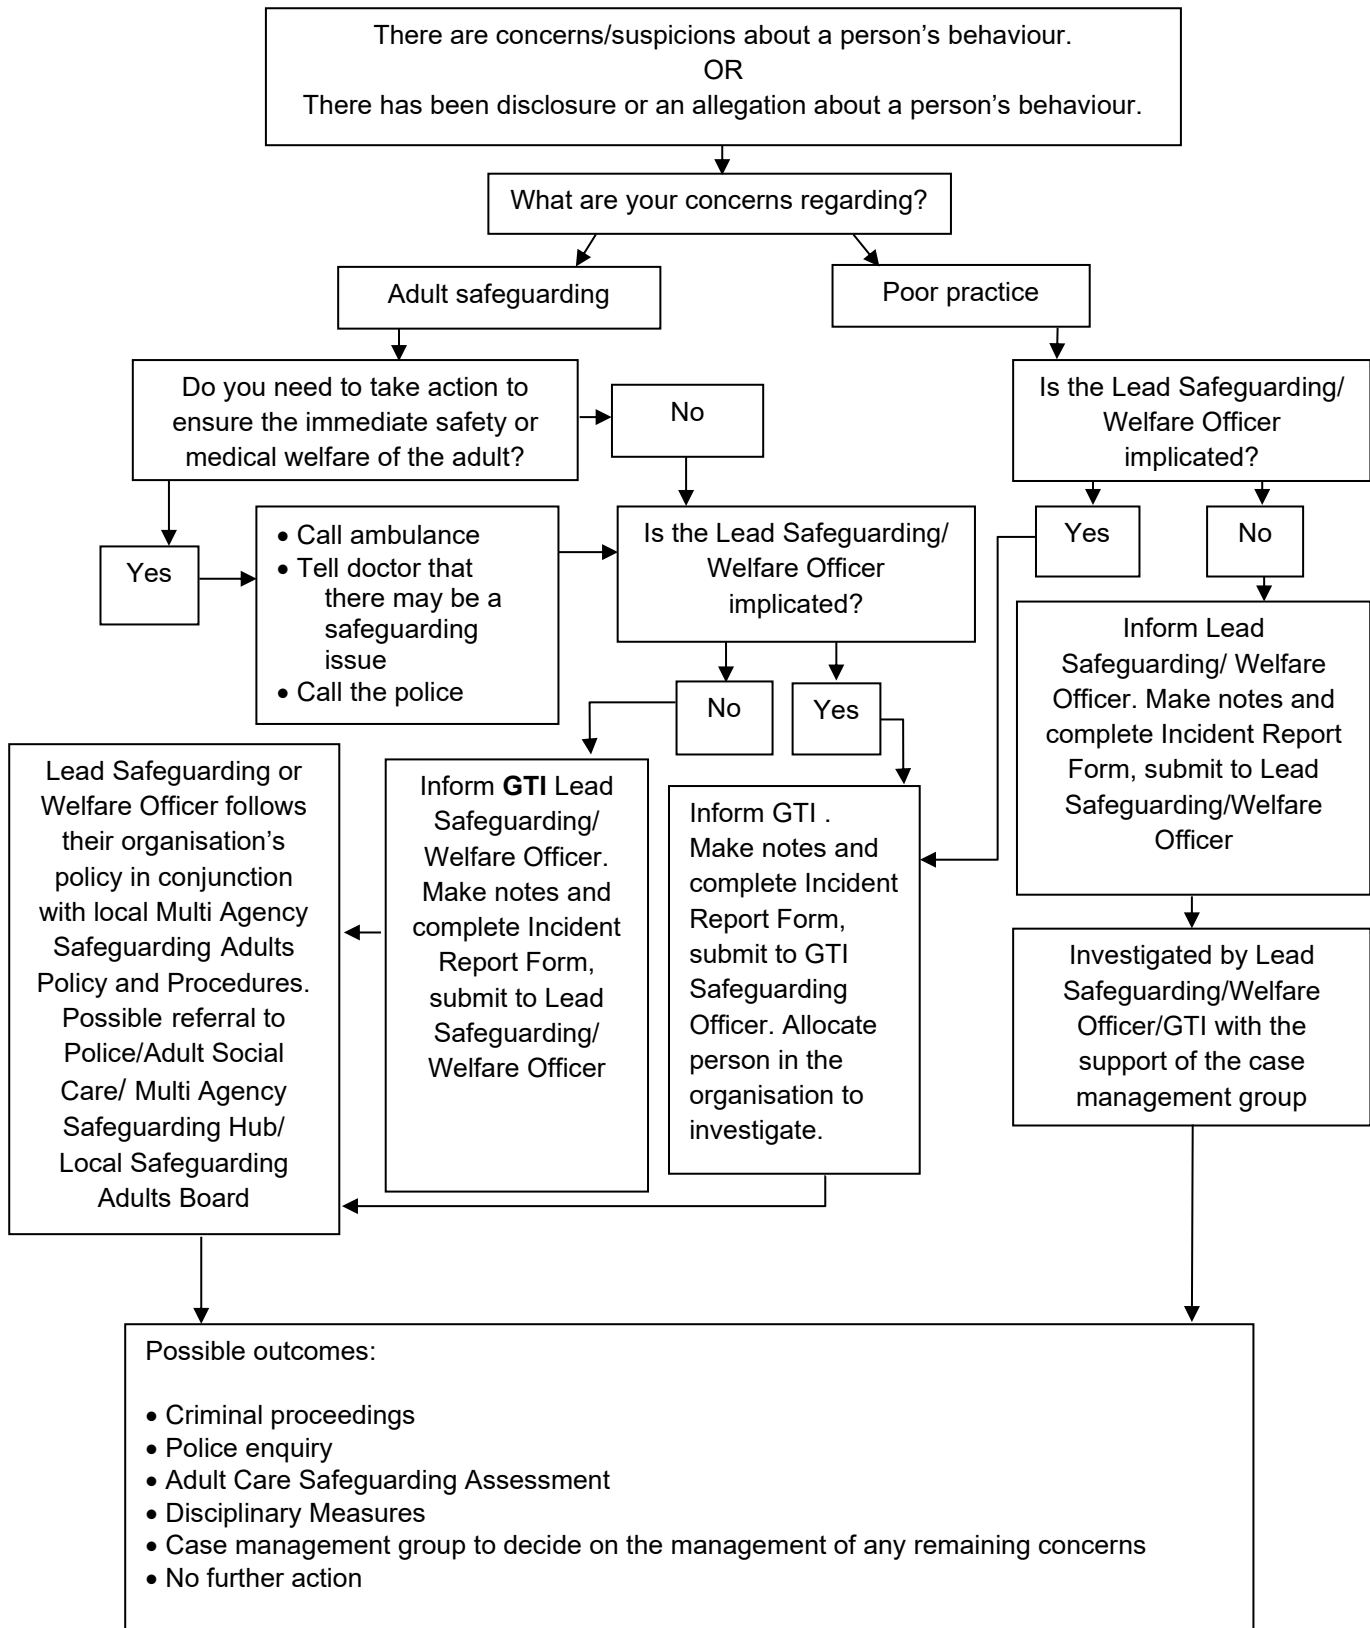 There are concerns/suspicions about a person’s behaviour.
OR
There has been disclosure or an allegation about a person’s behaviour.
What are your concerns regarding?
Adult safeguarding
Poor practice
Do you need to take action to
ensure the immediate safety or
medical welfare of the adult?
No
Is the Lead Safeguarding/
Welfare Officer
implicated?
Yes
• Call ambulance
• Tell doctor that
there may be a
safeguarding
issue
• Call the police
Is the Lead Safeguarding/
Welfare Officer
implicated?
Yes
No
No
Yes
Inform Lead
Safeguarding/ Welfare
Officer. Make notes and
complete Incident Report
Form, submit to Lead
Safeguarding/Welfare
Officer
Lead Safeguarding or
Welfare Officer follows
their organisation’s
policy in conjunction
with local Multi Agency
Safeguarding Adults
Policy and Procedures.
Possible referral to
Police/Adult Social
Care/ Multi Agency
Safeguarding Hub/
Local Safeguarding
Adults Board
Inform GTI Lead
Safeguarding/
Welfare Officer.
Make notes and
complete Incident
Report Form,
submit to Lead
Safeguarding/
Welfare Officer
Inform GTI .
Make notes and
complete Incident
Report Form,
submit to GTI
Safeguarding
Officer. Allocate
person in the
organisation to
investigate.
Investigated by Lead
Safeguarding/Welfare
Officer/GTI with the
support of the case
management group
Possible outcomes:
• Criminal proceedings
• Police enquiry
• Adult Care Safeguarding Assessment
• Disciplinary Measures
• Case management group to decide on the management of any remaining concerns
• No further action